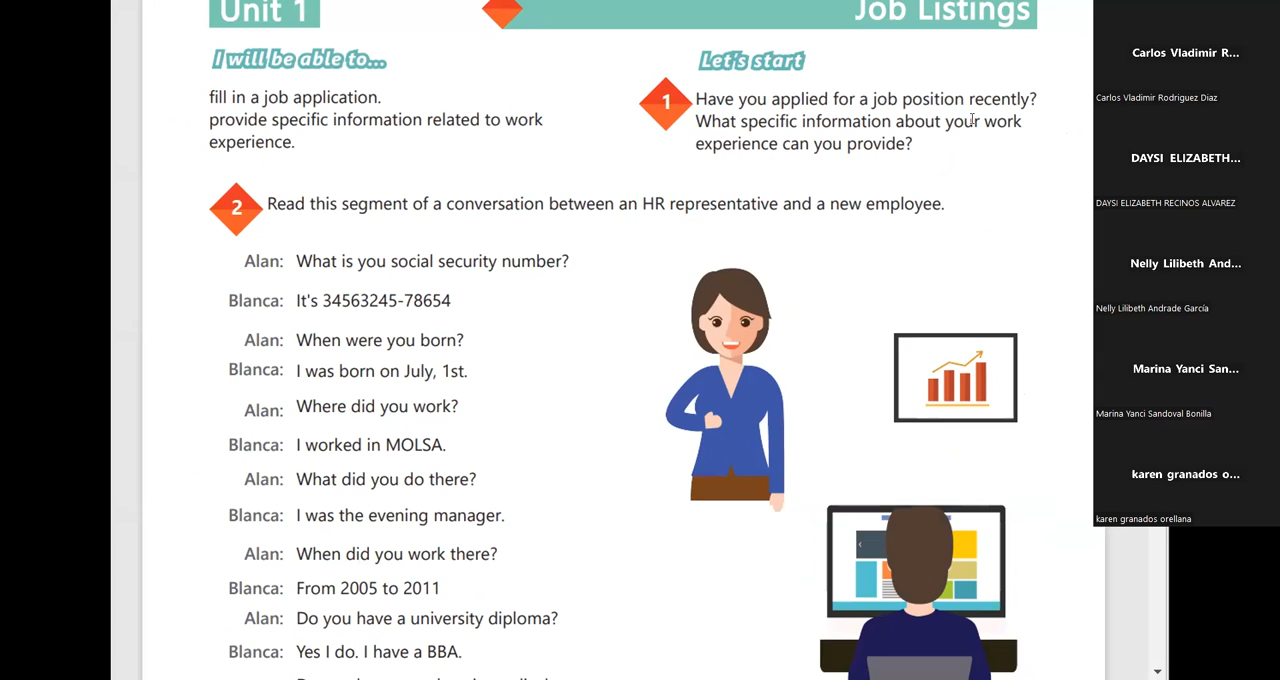 Unit 1
Job Listings
I will be able to...
fill in a job application.
provide specific information related to work
experience.
Let's start
1
Have you applied for a job position recently?
What specific information about your work
experience can you provide?
2
Read this segment of a conversation between an HR representative and a new employee.
Alan: What is you social security number?
Blanca: It's 34563245-78654
Alan: When were you born?
Blanca: I was born on July, 1st.
Alan: Where did you work?
Blanca: I worked in MOLSA.
Alan: What did you do there?
Blanca: I was the evening manager.
Alan: When did you work there?
Blanca: From 2005 to 2011
Alan: Do you have a university diploma?
Blanca: Yes I do. I have a BBA.
Carlos Vladimir R...
Carlos Vladimir Rodriguez Diaz
DAYSI ELIZABETH...
DAYSI ELIZABETH RECINOS ALVAREZ
Nelly Lilibeth And...
Nelly Lilibeth Andrade García
Marina Yanci San...
Marina Yanci Sandoval Bonilla
karen granados o...
karen granados orellana